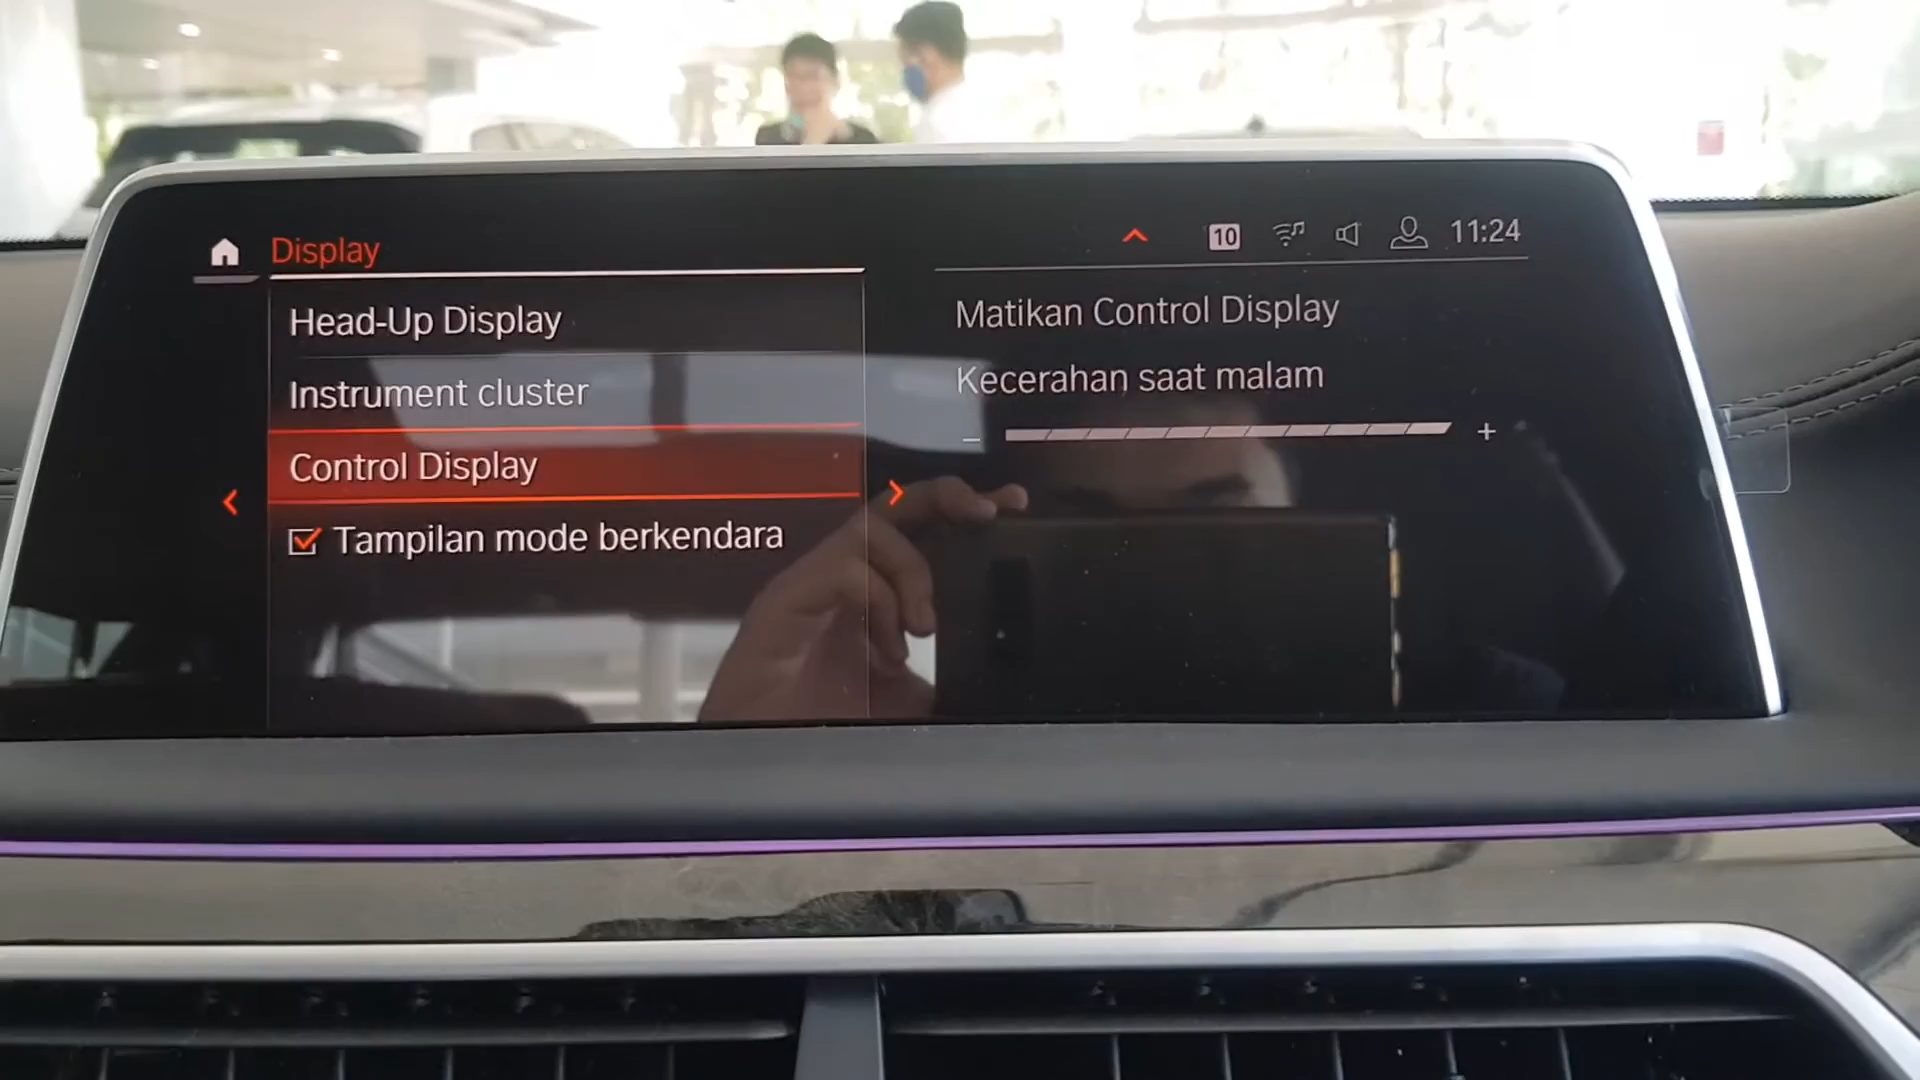 Display
10
11:24
Head-Up Display
Instrument cluster
Control Display
Tampilan mode berkendara
Matikan Control Display
Kecerahan saat malam
- +